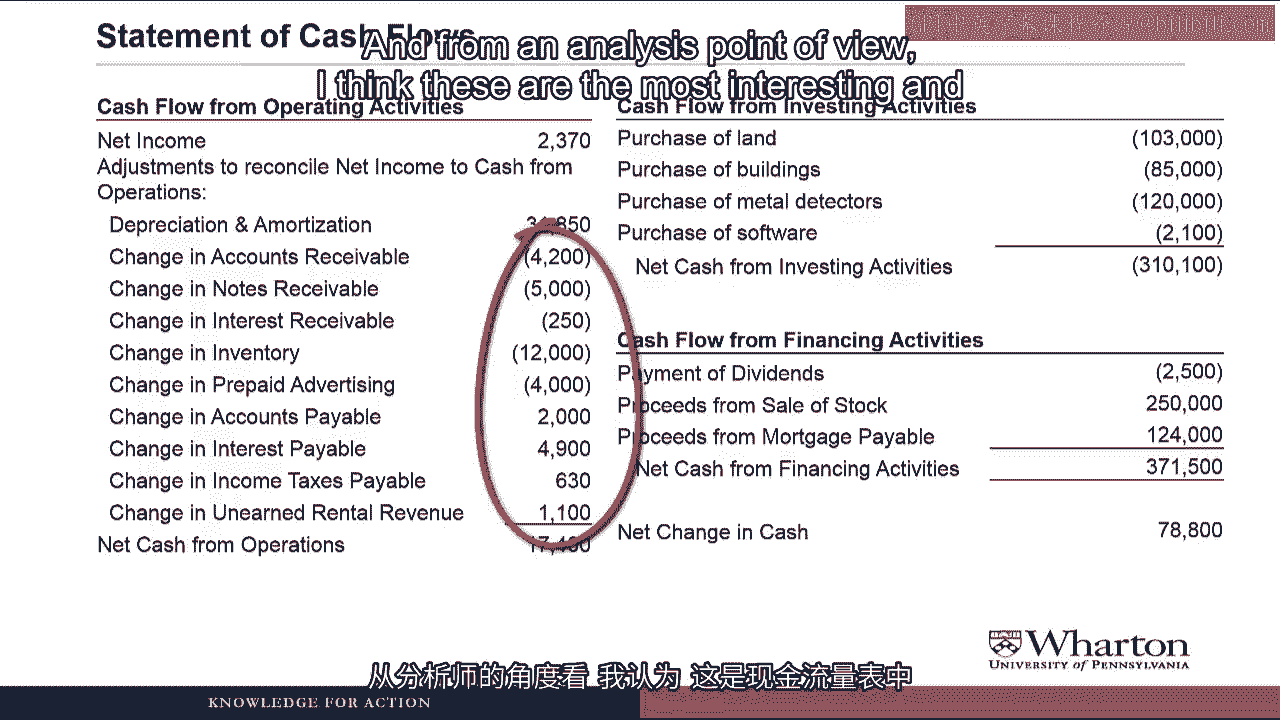 Statement of Cash Flows
And from an analysis point of view,
I think these are the most interesting and
Cash Flow from Operating Activities
Net Income 2,370
Adjustments to reconcile Net Income to Cash from
Operations:
Depreciation & Amortization 850
Change in Accounts Receivable (4,200)
Change in Notes Receivable (5,000)
Change in Interest Receivable (250)
Change in Inventory (12,000)
Change in Prepaid Advertising (4,000)
Change in Accounts Payable 2,000
Change in Interest Payable 4,900
Change in Income Taxes Payable 630
Change in Unearned Rental Revenue 1,100
Net Cash from Operations
Cash Flow from Investing Activities
Purchase of land (103,000)
Purchase of buildings (85,000)
Purchase of metal detectors (120,000)
Purchase of software (2,100)
Net Cash from Investing Activities (310,100)
Cash Flow from Financing Activities
Payment of Dividends (2,500)
Proceeds from Sale of Stock 250,000
Proceeds from Mortgage Payable 124,000
Net Cash from Financing Activities 371,500
Net Change in Cash 78,800
Wharton
UNIVERSITY of PENNSYLVANIA
从分析师的角度看 我认为 这是现金流量表中
KNOWLEDGE FOR ACTION